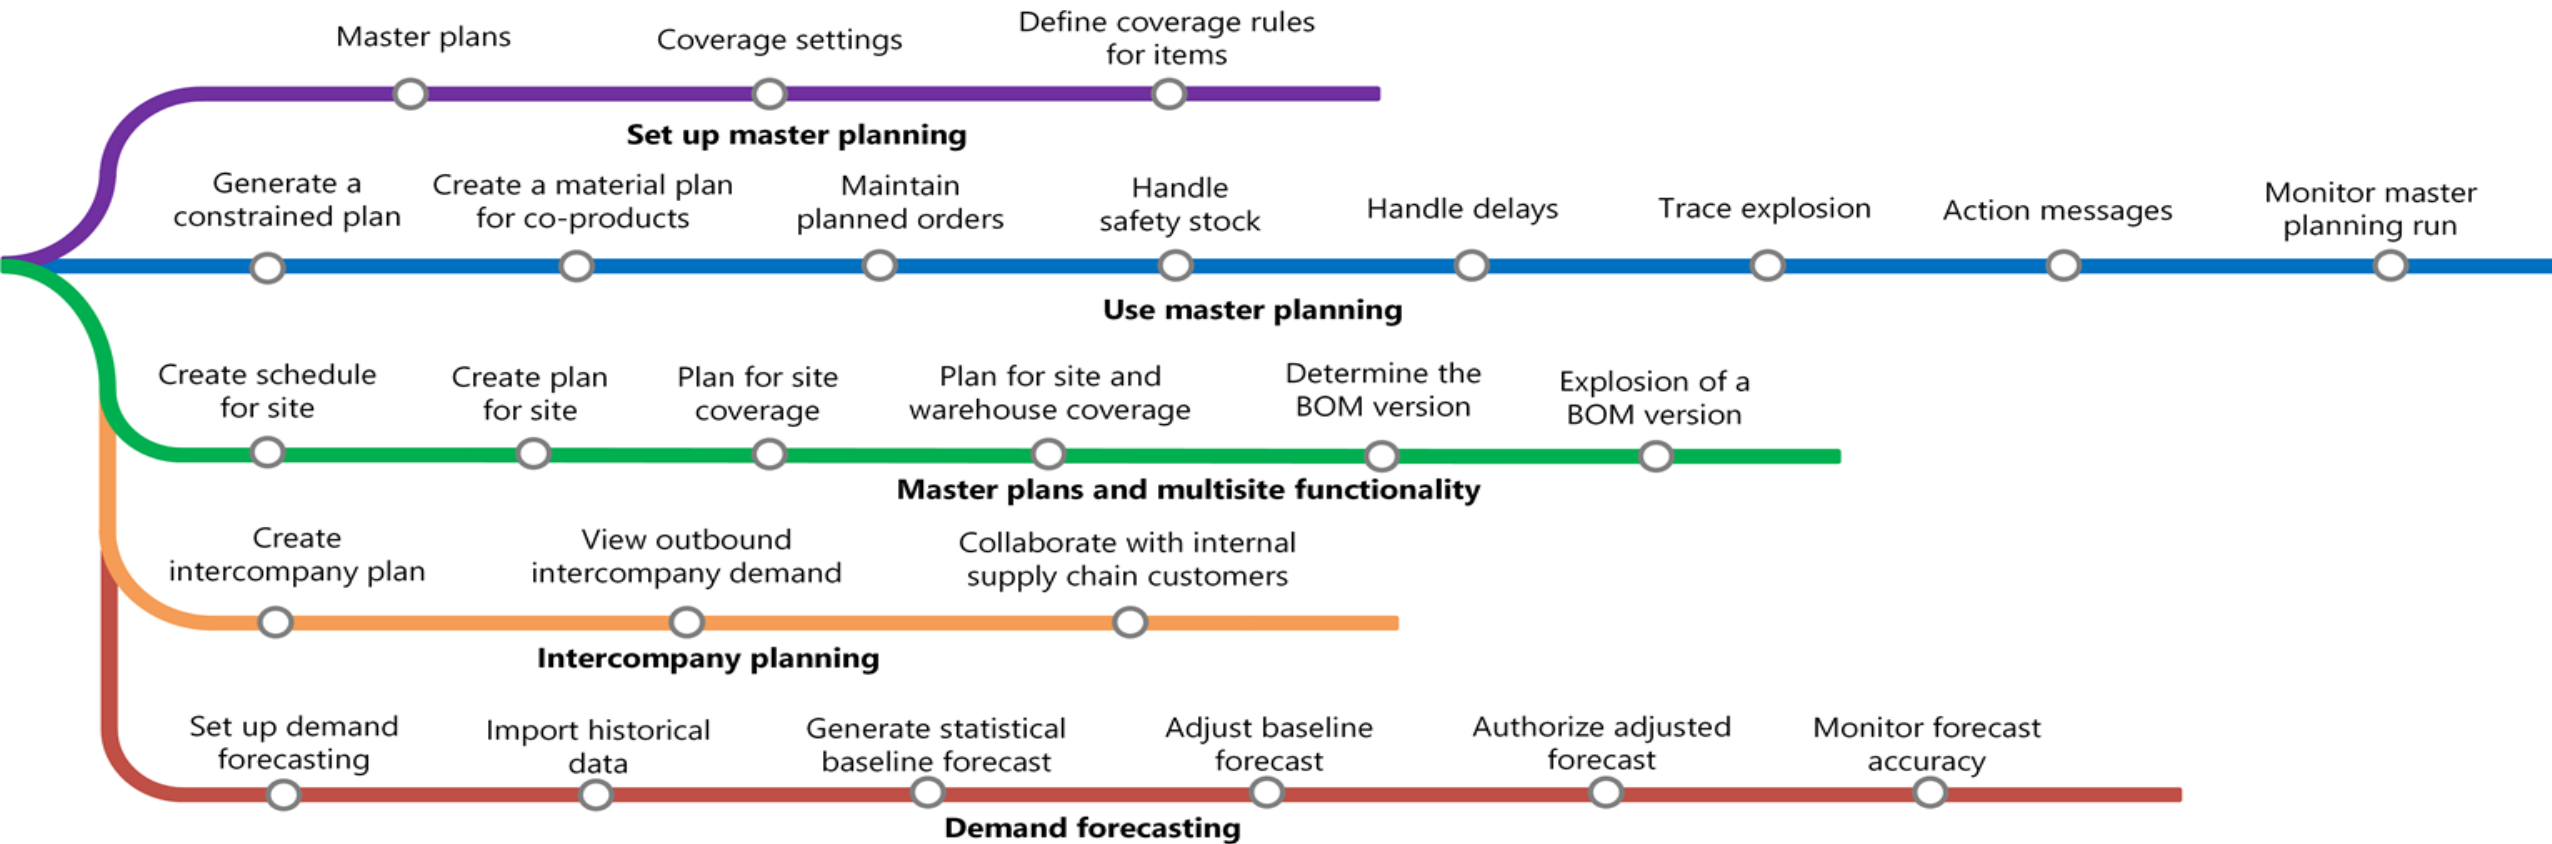 Master plans
Coverage settings
Define coverage rules
for items
Set up master planning
Generate a
constrained plan
Create a material plan
for co-products
Maintain
planned orders
Handle
safety stock
Handle delays
Trace explosion
Action messages
Monitor master
planning run
Use master planning
Create schedule
for site
Create plan
for site
Plan for site
coverage
Plan for site and
warehouse coverage
Determine the
BOM version
Explosion of a
BOM version
Master plans and multisite functionality
Create
intercompany plan
View outbound
intercompany demand
Collaborate with internal
supply chain customers
Intercompany planning
Set up demand
forecasting
Import historical
data
Generate statistical
baseline forecast
Adjust baseline
forecast
Authorize adjusted
forecast
Monitor forecast
accuracy
Demand forecasting